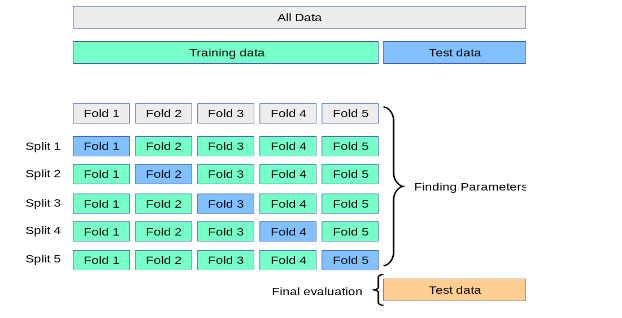 All Data
Training data Test data
Fold 1 Fold 2 Fold 3 Fold 4 Fold 5
Split 1 Fold 1 Fold 2 Fold 3 Fold 4 Fold 5
Split 2 Fold 1 Fold 2 Fold 3 Fold 4 Fold 5
Finding Parameters
Split 3 Fold 1 Fold 2 Fold 3 Fold 4 Fold 5
Split 4 Fold 1 Fold 2 Fold 3 Fold 4 Fold 5
Split 5 Fold 1 Fold 2 Fold 3 Fold 4 Fold 5
Final evaluation Test data